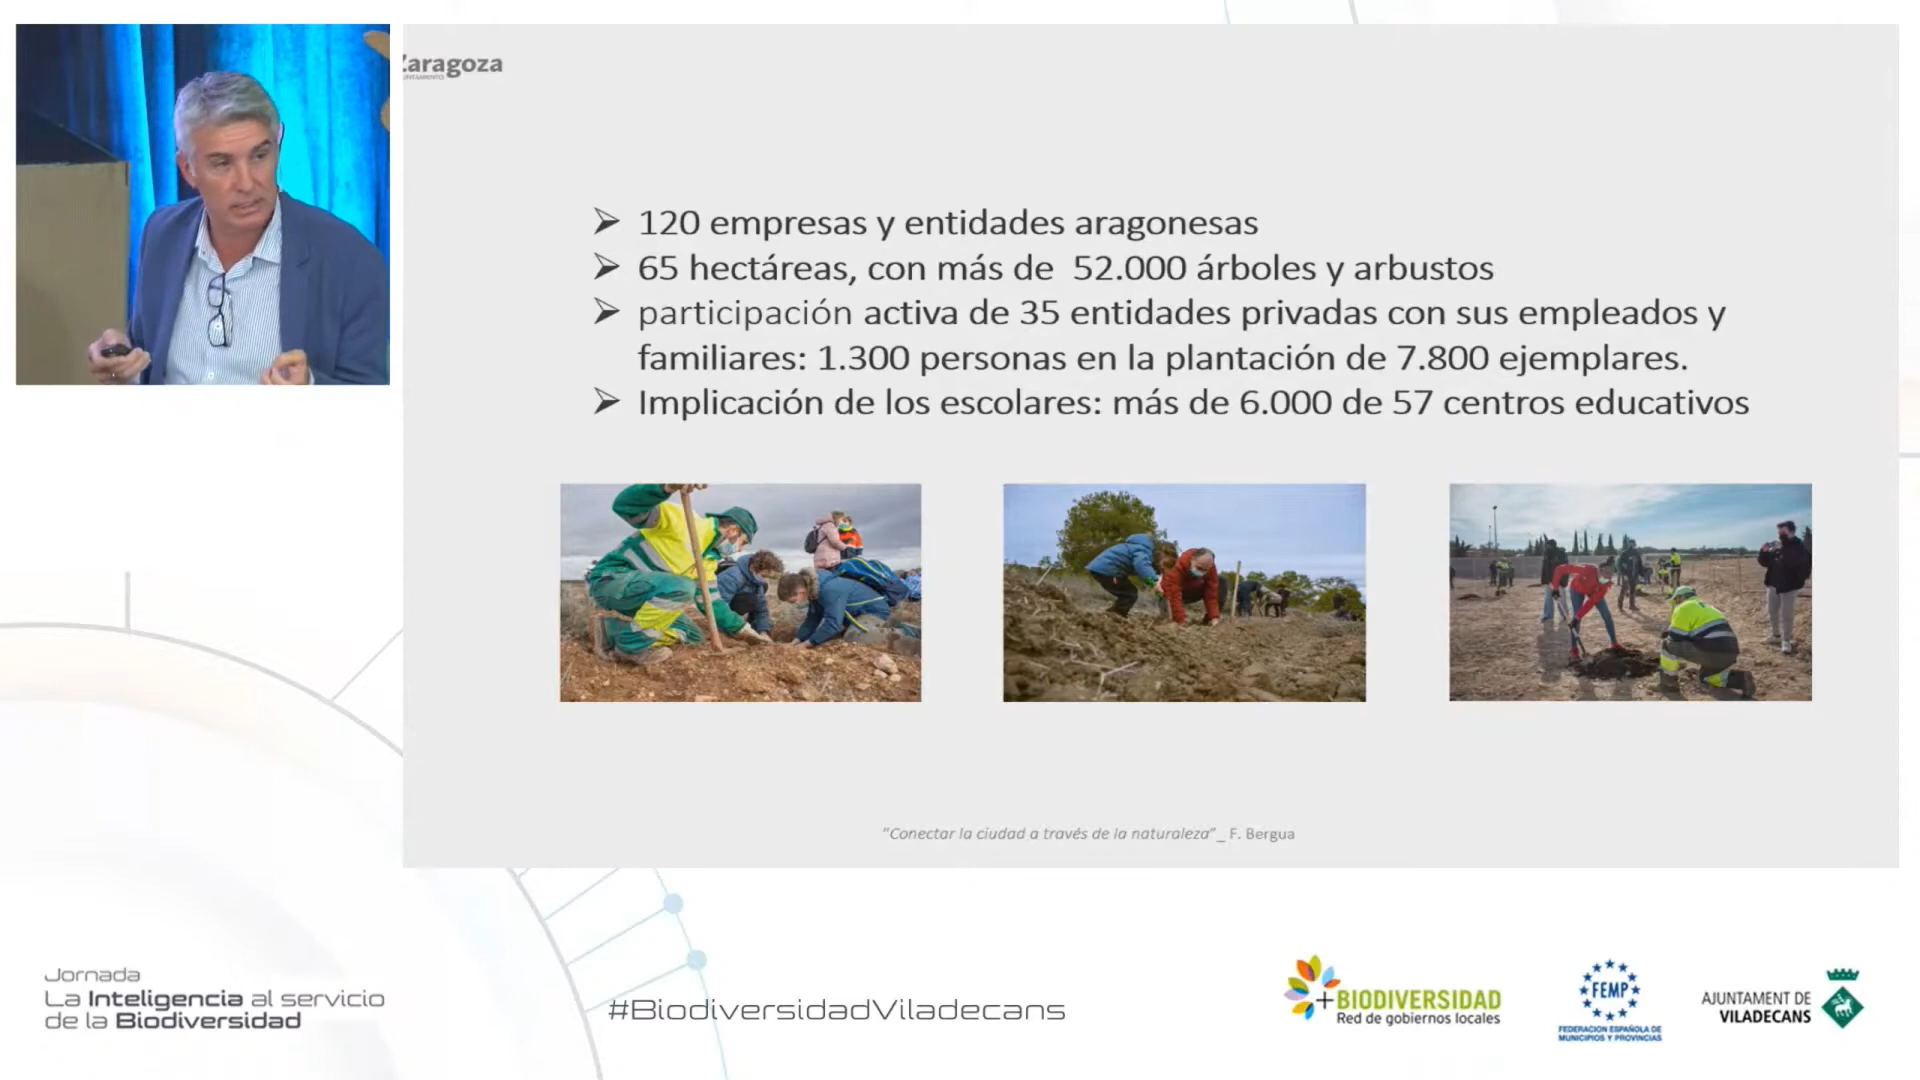 Zaragoza
AYUNTAMIENTO
120 empresas y entidades aragonesas
65 hectáreas, con más de 52.000 árboles y arbustos
participación activa de 35 entidades privadas con sus empleados y
familiares: 1.300 personas en la plantación de 7.800 ejemplares.
Implicación de los escolares: más de 6.000 de 57 centros educativos
"Conectar la ciudad a través de la naturaleza"_ F. Bergua
Jornada
La Inteligencia al servicio
de la Biodiversidad
#BiodiversidadViladecans
+BIODIVERSIDAD
Red de gobiernos locales
FEMP
FEDERACION ESPAÑOLA DE
MUNICIPIOS Y PROVINCIAS
AJUNTAMENT DE
VILADECANS